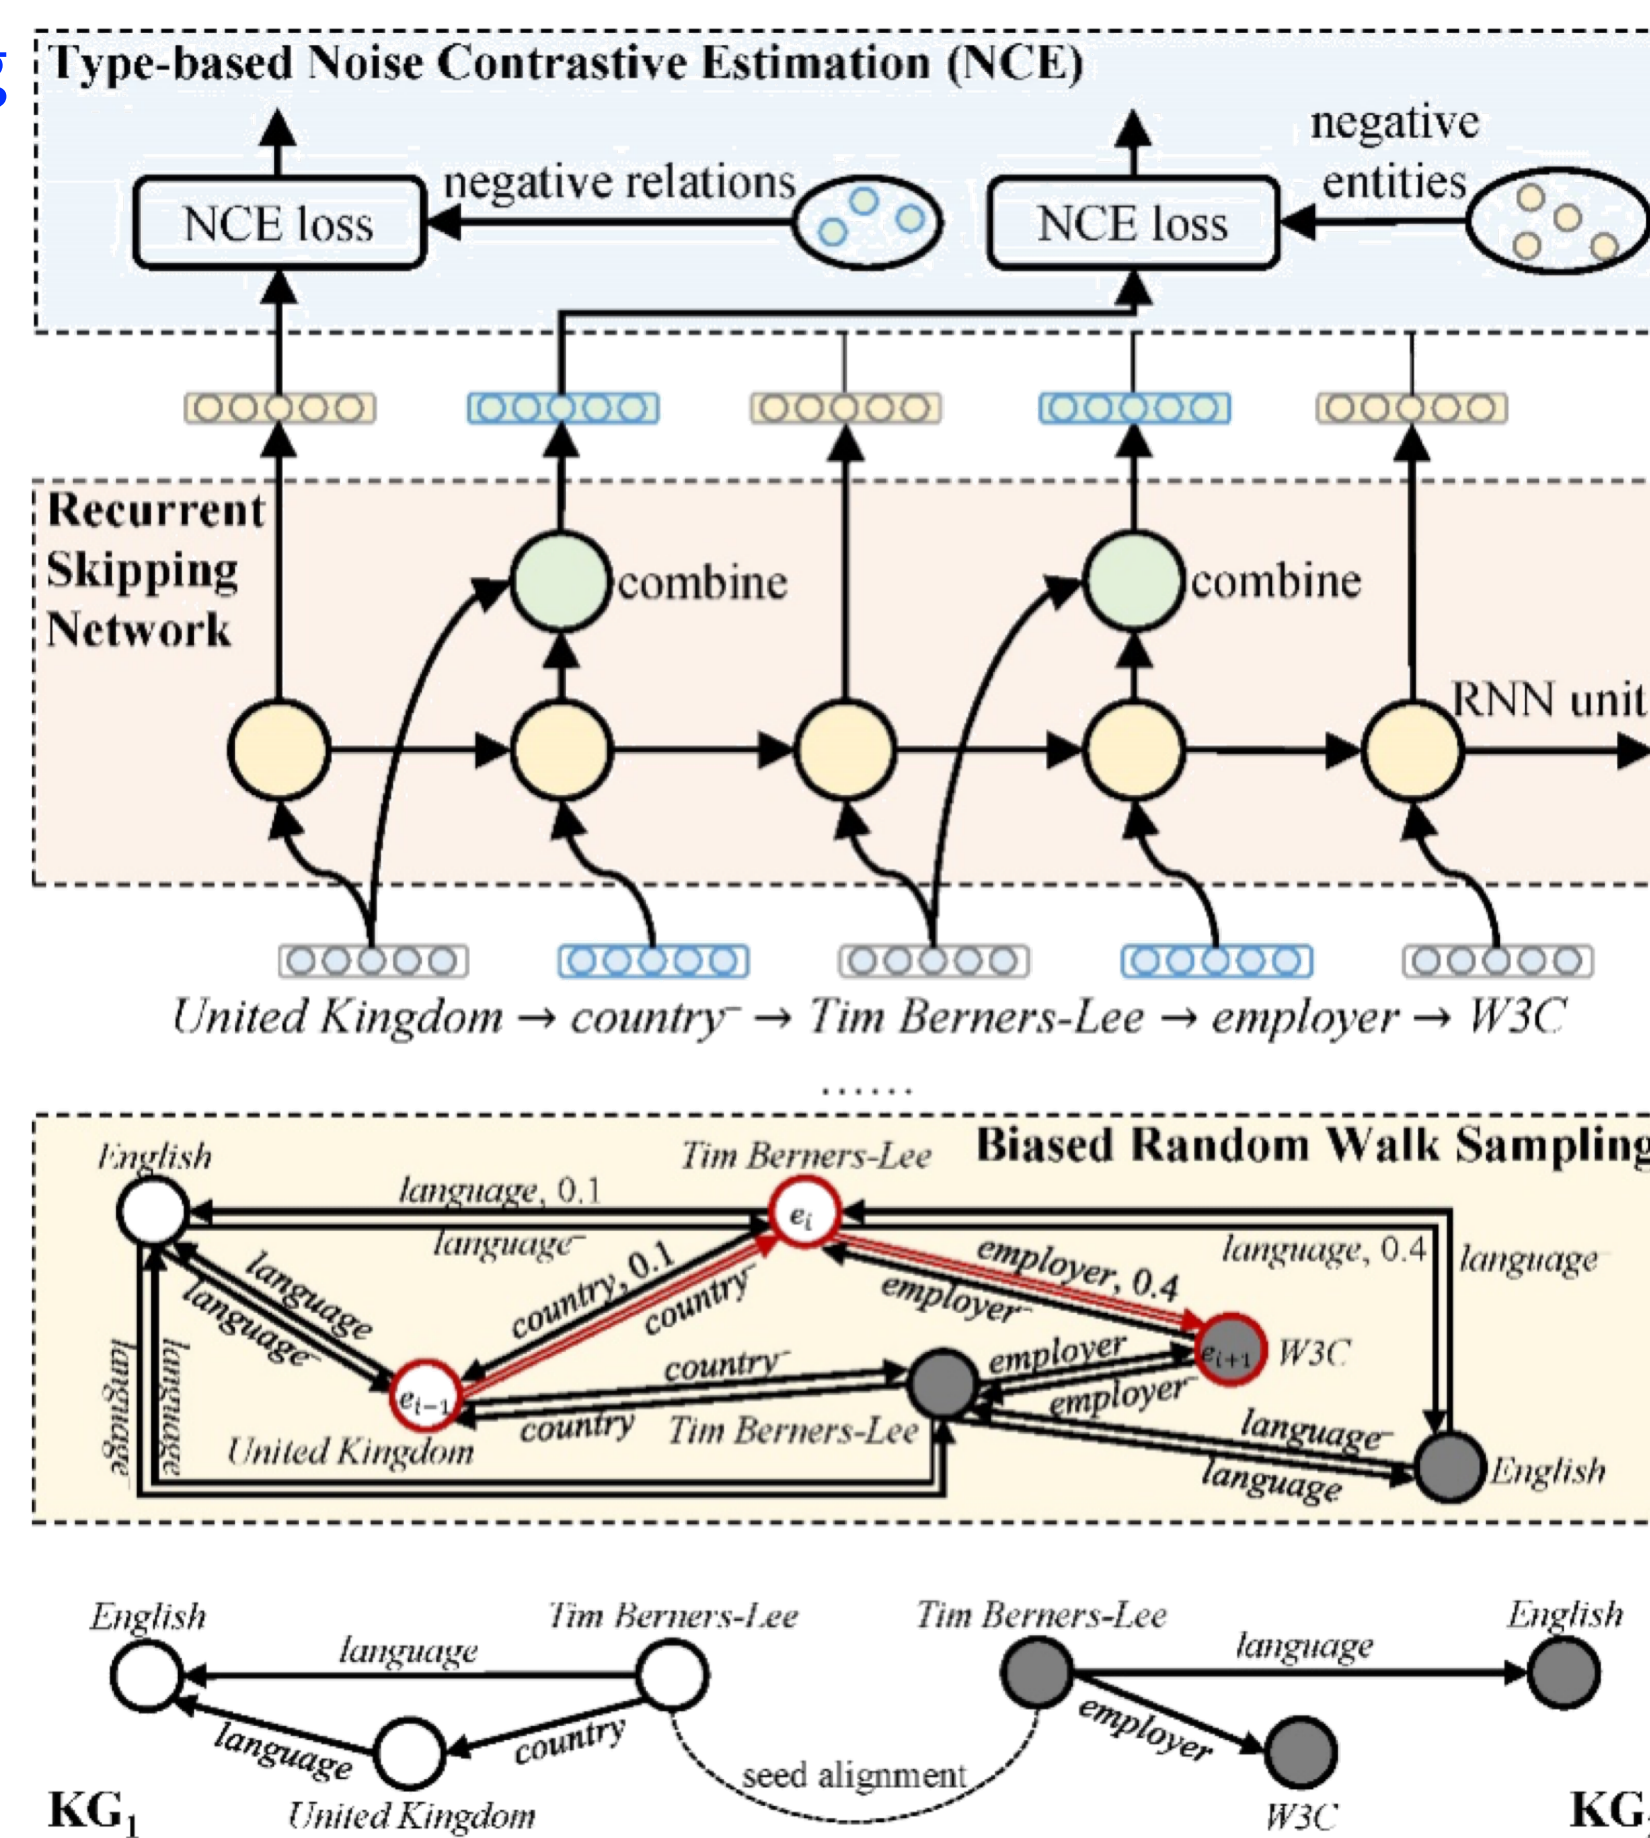 g
Type-based Noise Contrastive Estimation (NCE)
negative
entities
negative relations
NCE loss
NCE loss
Recurrent
Skipping
Network
combine
combine
RNN unit
United Kingdom → country⁻ → Tim Berners-Lee → employer → W3C
......
Biased Random Walk Sampling
English
Tim Berners-Lee
language, 0.1
eᵢ
language⁻
country, 0.1
country⁻
employer, 0.4
employer⁻
language, 0.4
language⁻
language
language⁻
language⁻
language
country⁻
country
employer
employer⁻
eᵢ₊₁
W3C
eᵢ₋₁
United Kingdom
Tim Berners-Lee
language⁻
language
English
English
Tim Berners-Lee
Tim Berners-Lee
English
language
language
language
country
employer
seed alignment
KG₁
United Kingdom
W3C
KG